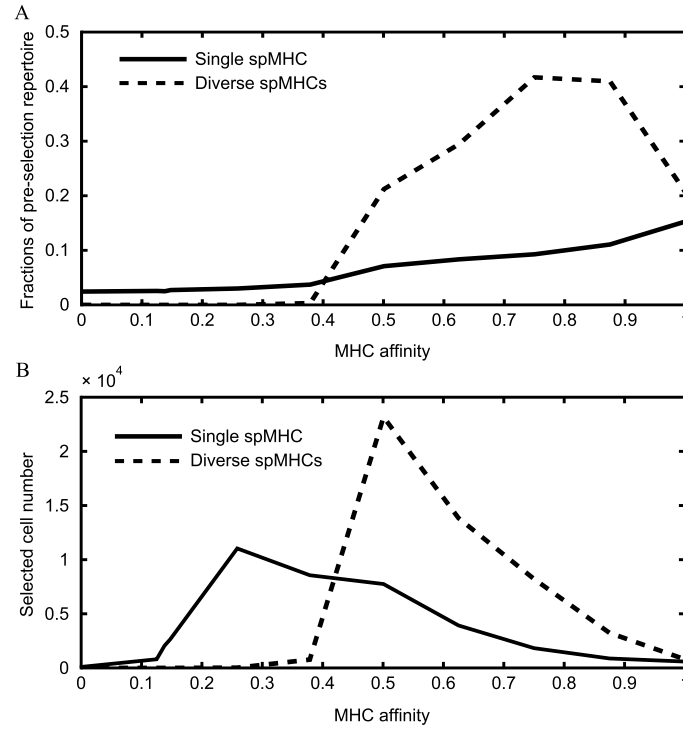 A
Fractions of pre-selection repertoire
0.5
0.4
0.3
0.2
0.1
0
Single spMHC
Diverse spMHCs
0 0.1 0.2 0.3 0.4 0.5 0.6 0.7 0.8 0.9 1
MHC affinity
B
× 10^4
Selected cell number
2.5
2
1.5
1
0.5
0
Single spMHC
Diverse spMHCs
0 0.1 0.2 0.3 0.4 0.5 0.6 0.7 0.8 0.9 1
MHC affinity